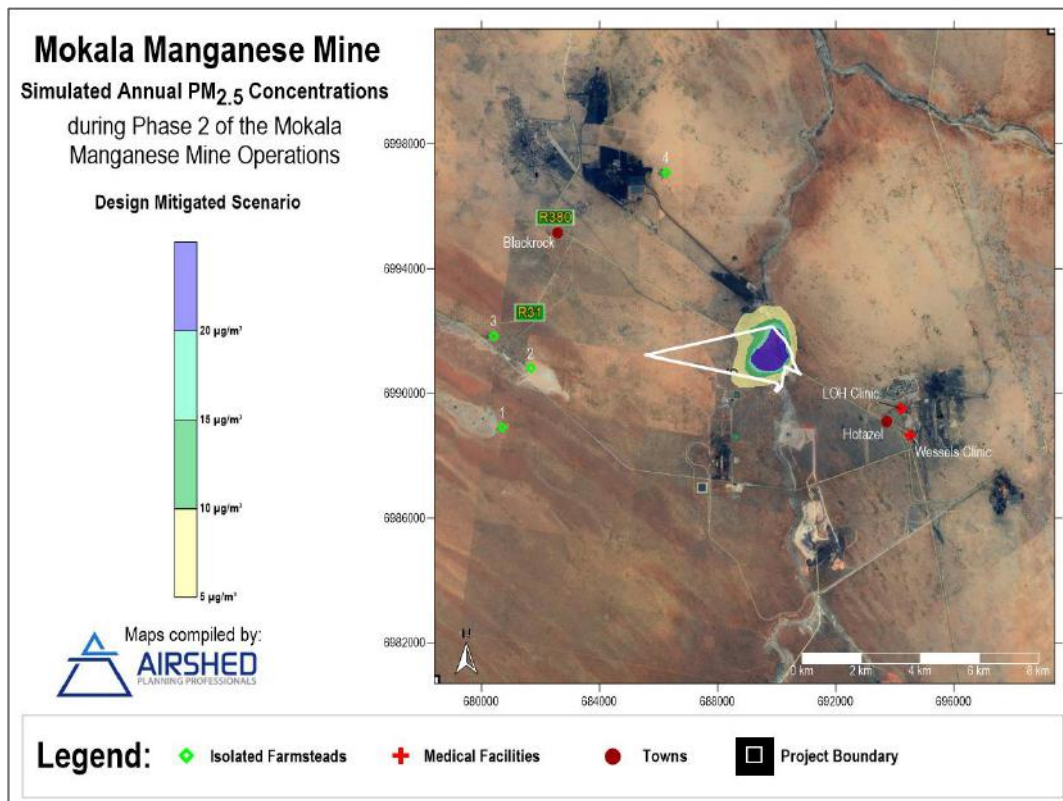 Mokala Manganese Mine
Simulated Annual PM2.5 Concentrations
during Phase 2 of the Mokala
Manganese Mine Operations
Design Mitigated Scenario
20 µg/m³
15 µg/m³
10 µg/m³
5 µg/m³
Maps compiled by:
AIRSHED
PLANNING PROFESSIONALS
6998000
6994000
6990000
6986000
6982000
680000
684000
688000
692000
696000
4
R380
Blackrock
R31
3
2
1
LOH Clinic
Hotazel
Wessels Clinic
N
0 km
2 km
4 km
6 km
8 km
Legend:
Isolated Farmsteads
Medical Facilities
Towns
Project Boundary